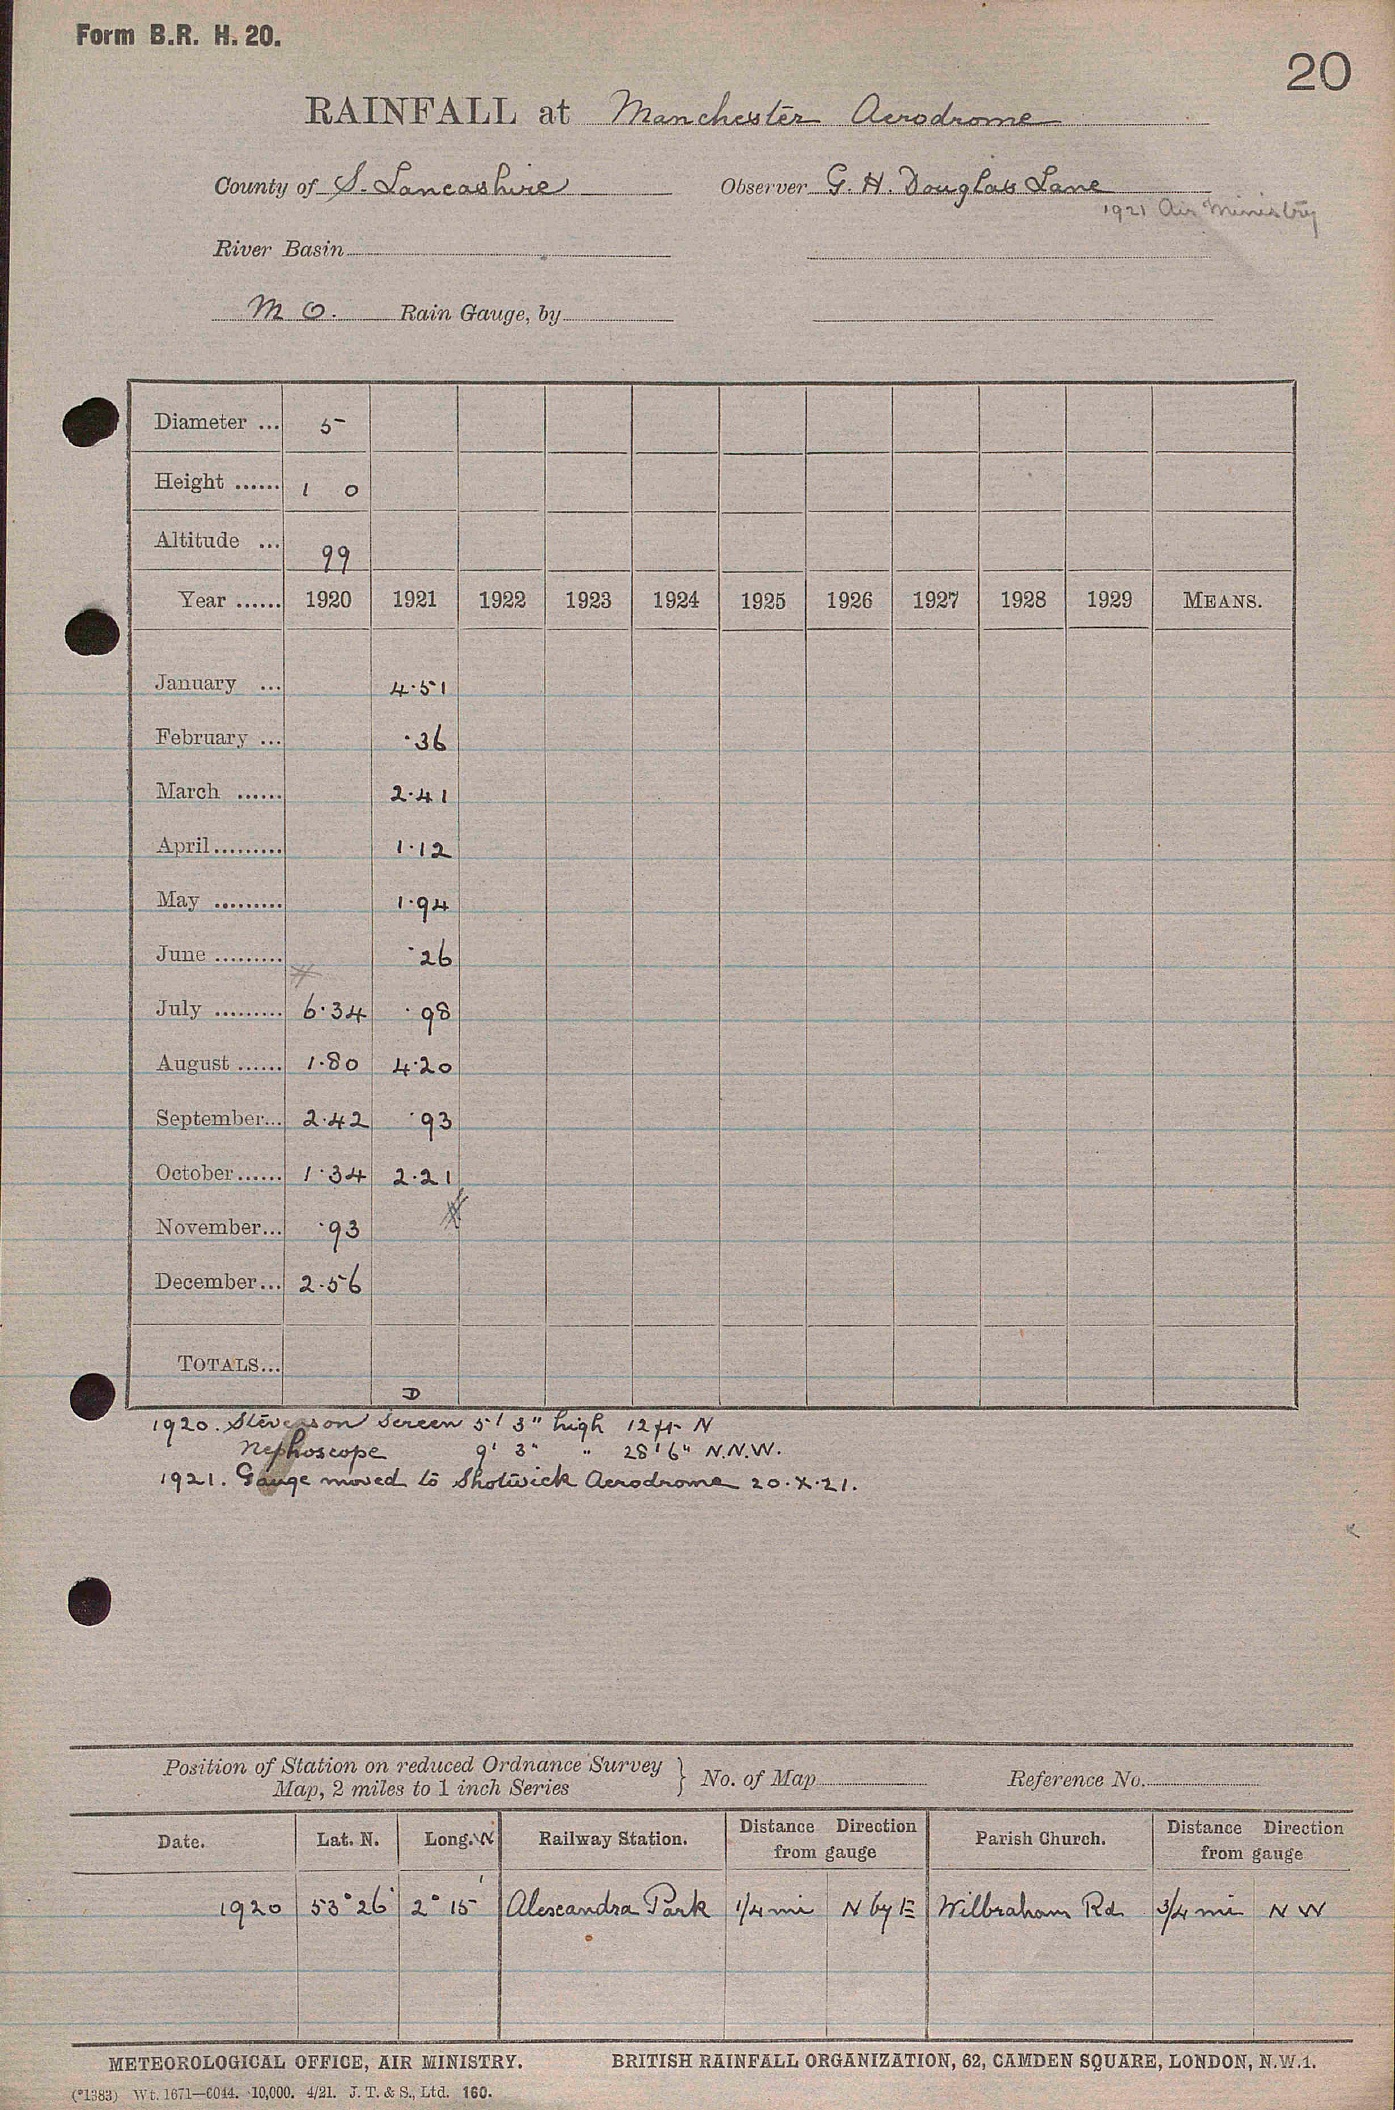 Form B.R. H. 20.
20
RAINFALL at Manchester Aerodrome
County of S. Lancashire Observer G. H. Douglas Lane
1921 Air Ministry
River Basin
M O. Rain Gauge, by
Diameter ... 5
Height ...... 1 0
Altitude ... 99
Year ...... 1920 1921 1922 1923 1924 1925 1926 1927 1928 1929 MEANS.
January ... 4.51
February ... .36
March ...... 2.41
April ......... 1.12
May ......... 1.94
June ......... .26
July ......... 6.34 .98
August ...... 1.80 4.20
September... 2.42 .93
October...... 1.34 2.21
November... .93
December... 2.56
TOTALS...
D
1920. Stevenson Screen 5' 3" high 12 ft N
Nephoscope 9' 3" " 28' 6" N.N.W.
1921. Gauge moved to Shotwick Aerodrome 20.X.21.
Position of Station on reduced Ordnance Survey
Map, 2 miles to 1 inch Series } No. of Map Reference No.
Date. Lat. N. Long. W Railway Station. Distance Direction from gauge Parish Church. Distance Direction from gauge
1920 53° 26' 2° 15' Alexandra Park 1/4 mi N by E Wilbraham Rd 3/4 mi N W
METEOROLOGICAL OFFICE, AIR MINISTRY. BRITISH RAINFALL ORGANIZATION, 62, CAMDEN SQUARE, LONDON, N.W.1.
(*1383) Wt. 1671—6044. 10,000. 4/21. J. T. & S., Ltd. 160.